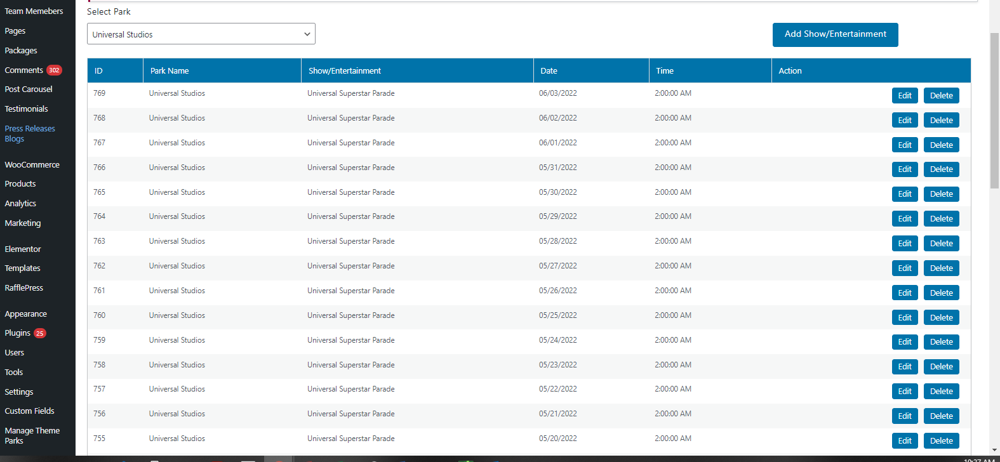 Team Memebers
Pages
Packages
Comments 302
Post Carousel
Testimonials
Press Releases
Blogs
WooCommerce
Products
Analytics
Marketing
Elementor
Templates
RafflePress
Appearance
Plugins 25
Users
Tools
Settings
Custom Fields
Manage Theme
Parks
Select Park
Universal Studios
Add Show/Entertainment
ID Park Name Show/Entertainment Date Time Action
769 Universal Studios Universal Superstar Parade 06/03/2022 2:00:00 AM Edit Delete
768 Universal Studios Universal Superstar Parade 06/02/2022 2:00:00 AM Edit Delete
767 Universal Studios Universal Superstar Parade 06/01/2022 2:00:00 AM Edit Delete
766 Universal Studios Universal Superstar Parade 05/31/2022 2:00:00 AM Edit Delete
765 Universal Studios Universal Superstar Parade 05/30/2022 2:00:00 AM Edit Delete
764 Universal Studios Universal Superstar Parade 05/29/2022 2:00:00 AM Edit Delete
763 Universal Studios Universal Superstar Parade 05/28/2022 2:00:00 AM Edit Delete
762 Universal Studios Universal Superstar Parade 05/27/2022 2:00:00 AM Edit Delete
761 Universal Studios Universal Superstar Parade 05/26/2022 2:00:00 AM Edit Delete
760 Universal Studios Universal Superstar Parade 05/25/2022 2:00:00 AM Edit Delete
759 Universal Studios Universal Superstar Parade 05/24/2022 2:00:00 AM Edit Delete
758 Universal Studios Universal Superstar Parade 05/23/2022 2:00:00 AM Edit Delete
757 Universal Studios Universal Superstar Parade 05/22/2022 2:00:00 AM Edit Delete
756 Universal Studios Universal Superstar Parade 05/21/2022 2:00:00 AM Edit Delete
755 Universal Studios Universal Superstar Parade 05/20/2022 2:00:00 AM Edit Delete